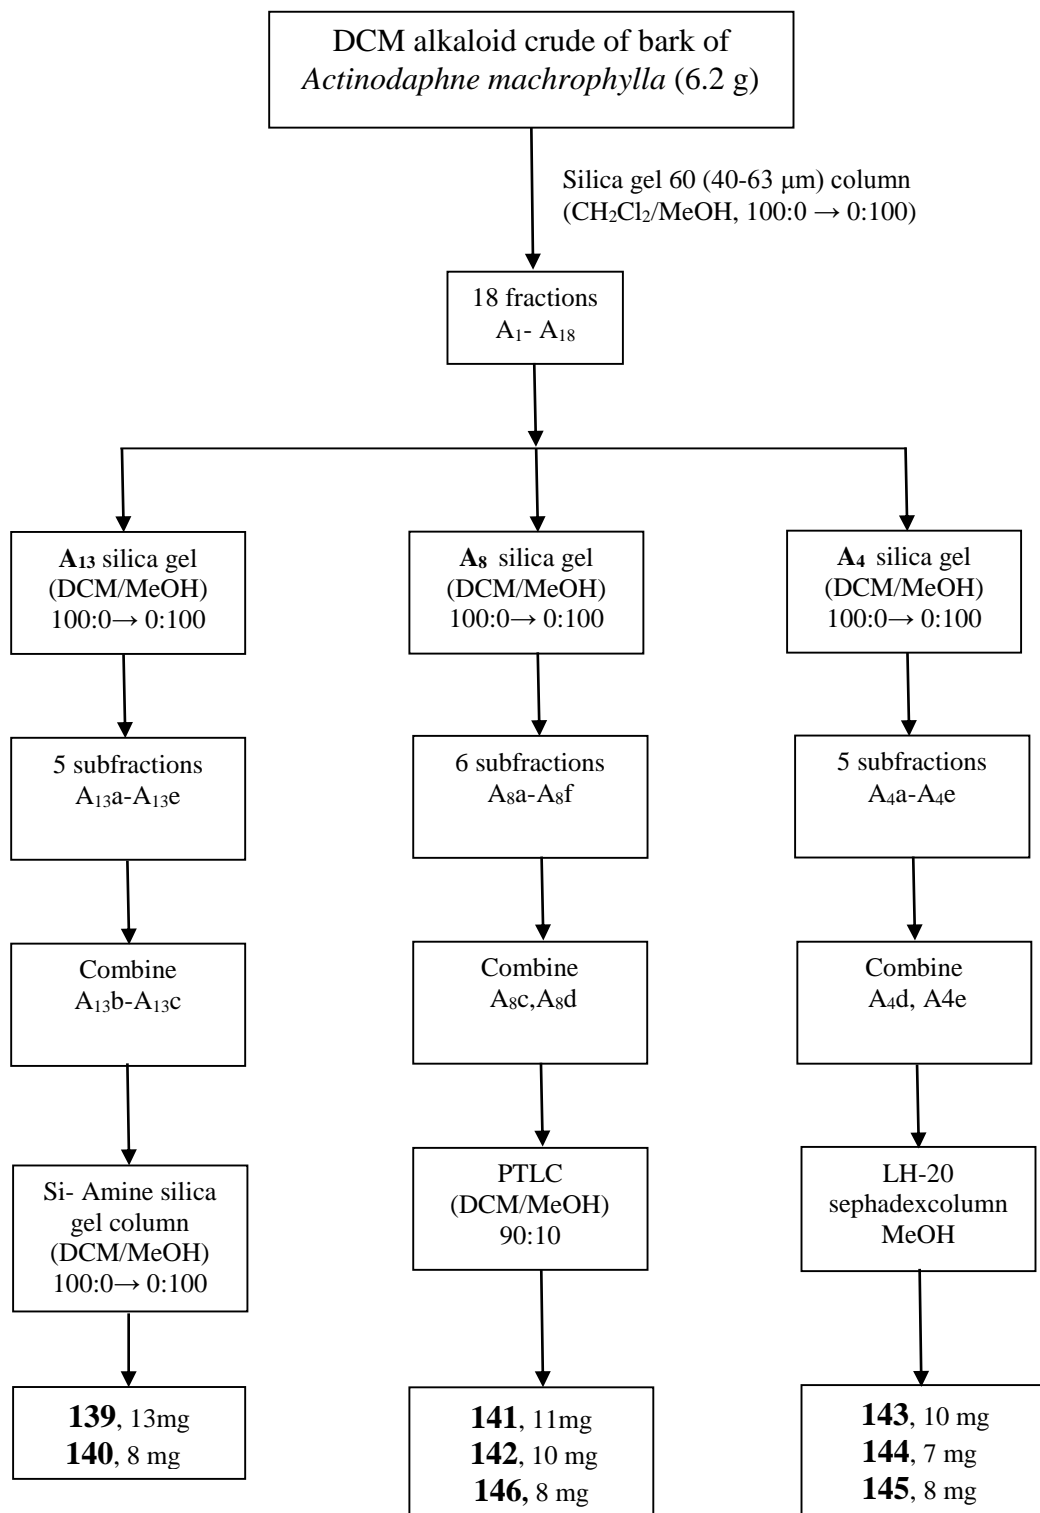 DCM alkaloid crude of bark of
Actinodaphne machrophylla (6.2 g)
Silica gel 60 (40-63 μm) column
(CH₂Cl₂/MeOH, 100:0 → 0:100)
18 fractions
A₁- A₁₈
A₁₃ silica gel
(DCM/MeOH)
100:0→ 0:100
A₈ silica gel
(DCM/MeOH)
100:0→ 0:100
A₄ silica gel
(DCM/MeOH)
100:0→ 0:100
5 subfractions
A₁₃a-A₁₃e
6 subfractions
A₈a-A₈f
5 subfractions
A₄a-A₄e
Combine
A₁₃b-A₁₃c
Combine
A₈c,A₈d
Combine
A₄d, A4e
Si- Amine silica
gel column
(DCM/MeOH)
100:0→ 0:100
PTLC
(DCM/MeOH)
90:10
LH-20
sephadexcolumn
MeOH
139, 13mg
140, 8 mg
141, 11mg
142, 10 mg
146, 8 mg
143, 10 mg
144, 7 mg
145, 8 mg